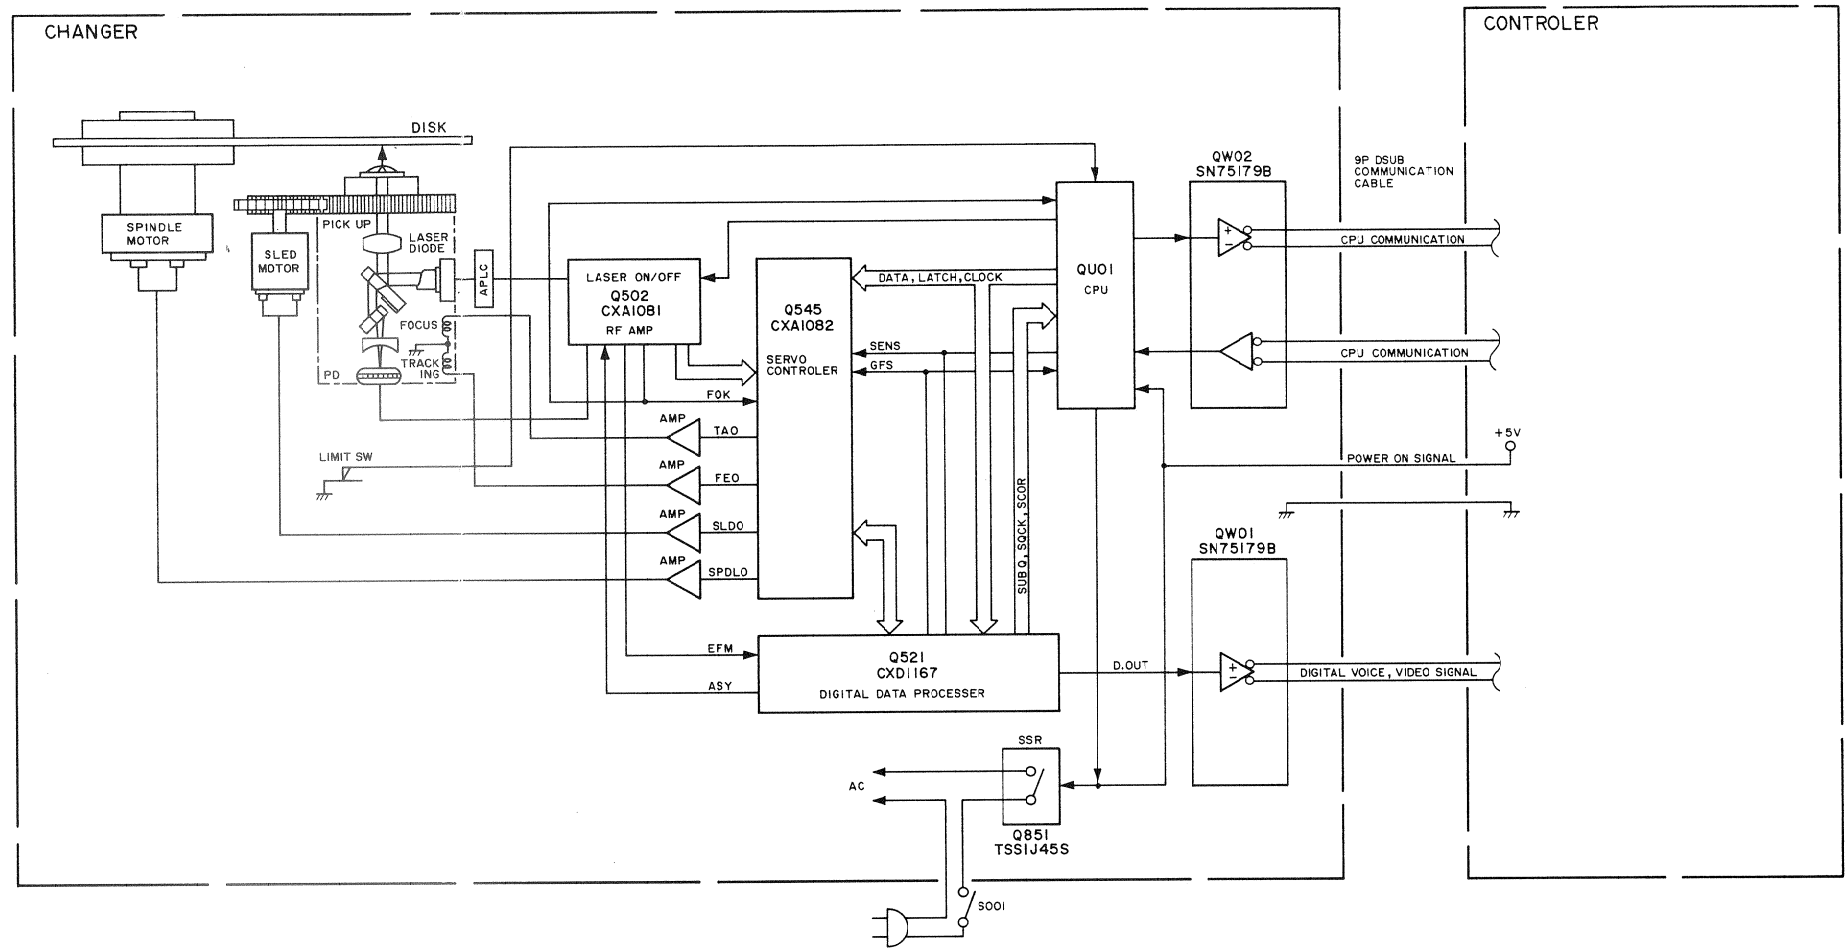 CHANGER
CONTROLER
DISK
QW02
SN75179B
9P DSUB
COMMUNICATION
CABLE
PICK UP
SPINDLE
MOTOR
LASER
DIODE
SLED
MOTOR
APLC
LASER ON/OFF
Q502
CXA1081
RF AMP
Q545
CXA1082
SERVO
CONTROLER
DATA, LATCH, CLOCK
QU01
CPU
CPU COMMUNICATION
FOCUS
TRACK
ING
PD
SENS
GFS
CPU COMMUNICATION
FOK
AMP
TAO
LIMIT SW
AMP
FEO
+5V
POWER ON SIGNAL
SUB Q, SQCK, SCOR
AMP
SLDO
AMP
SPDLO
QW01
SN75179B
EFM
ASY
Q521
CXD1167
DIGITAL DATA PROCESSER
D.OUT
DIGITAL VOICE, VIDEO SIGNAL
SSR
AC
Q851
TSS1J45S
S001